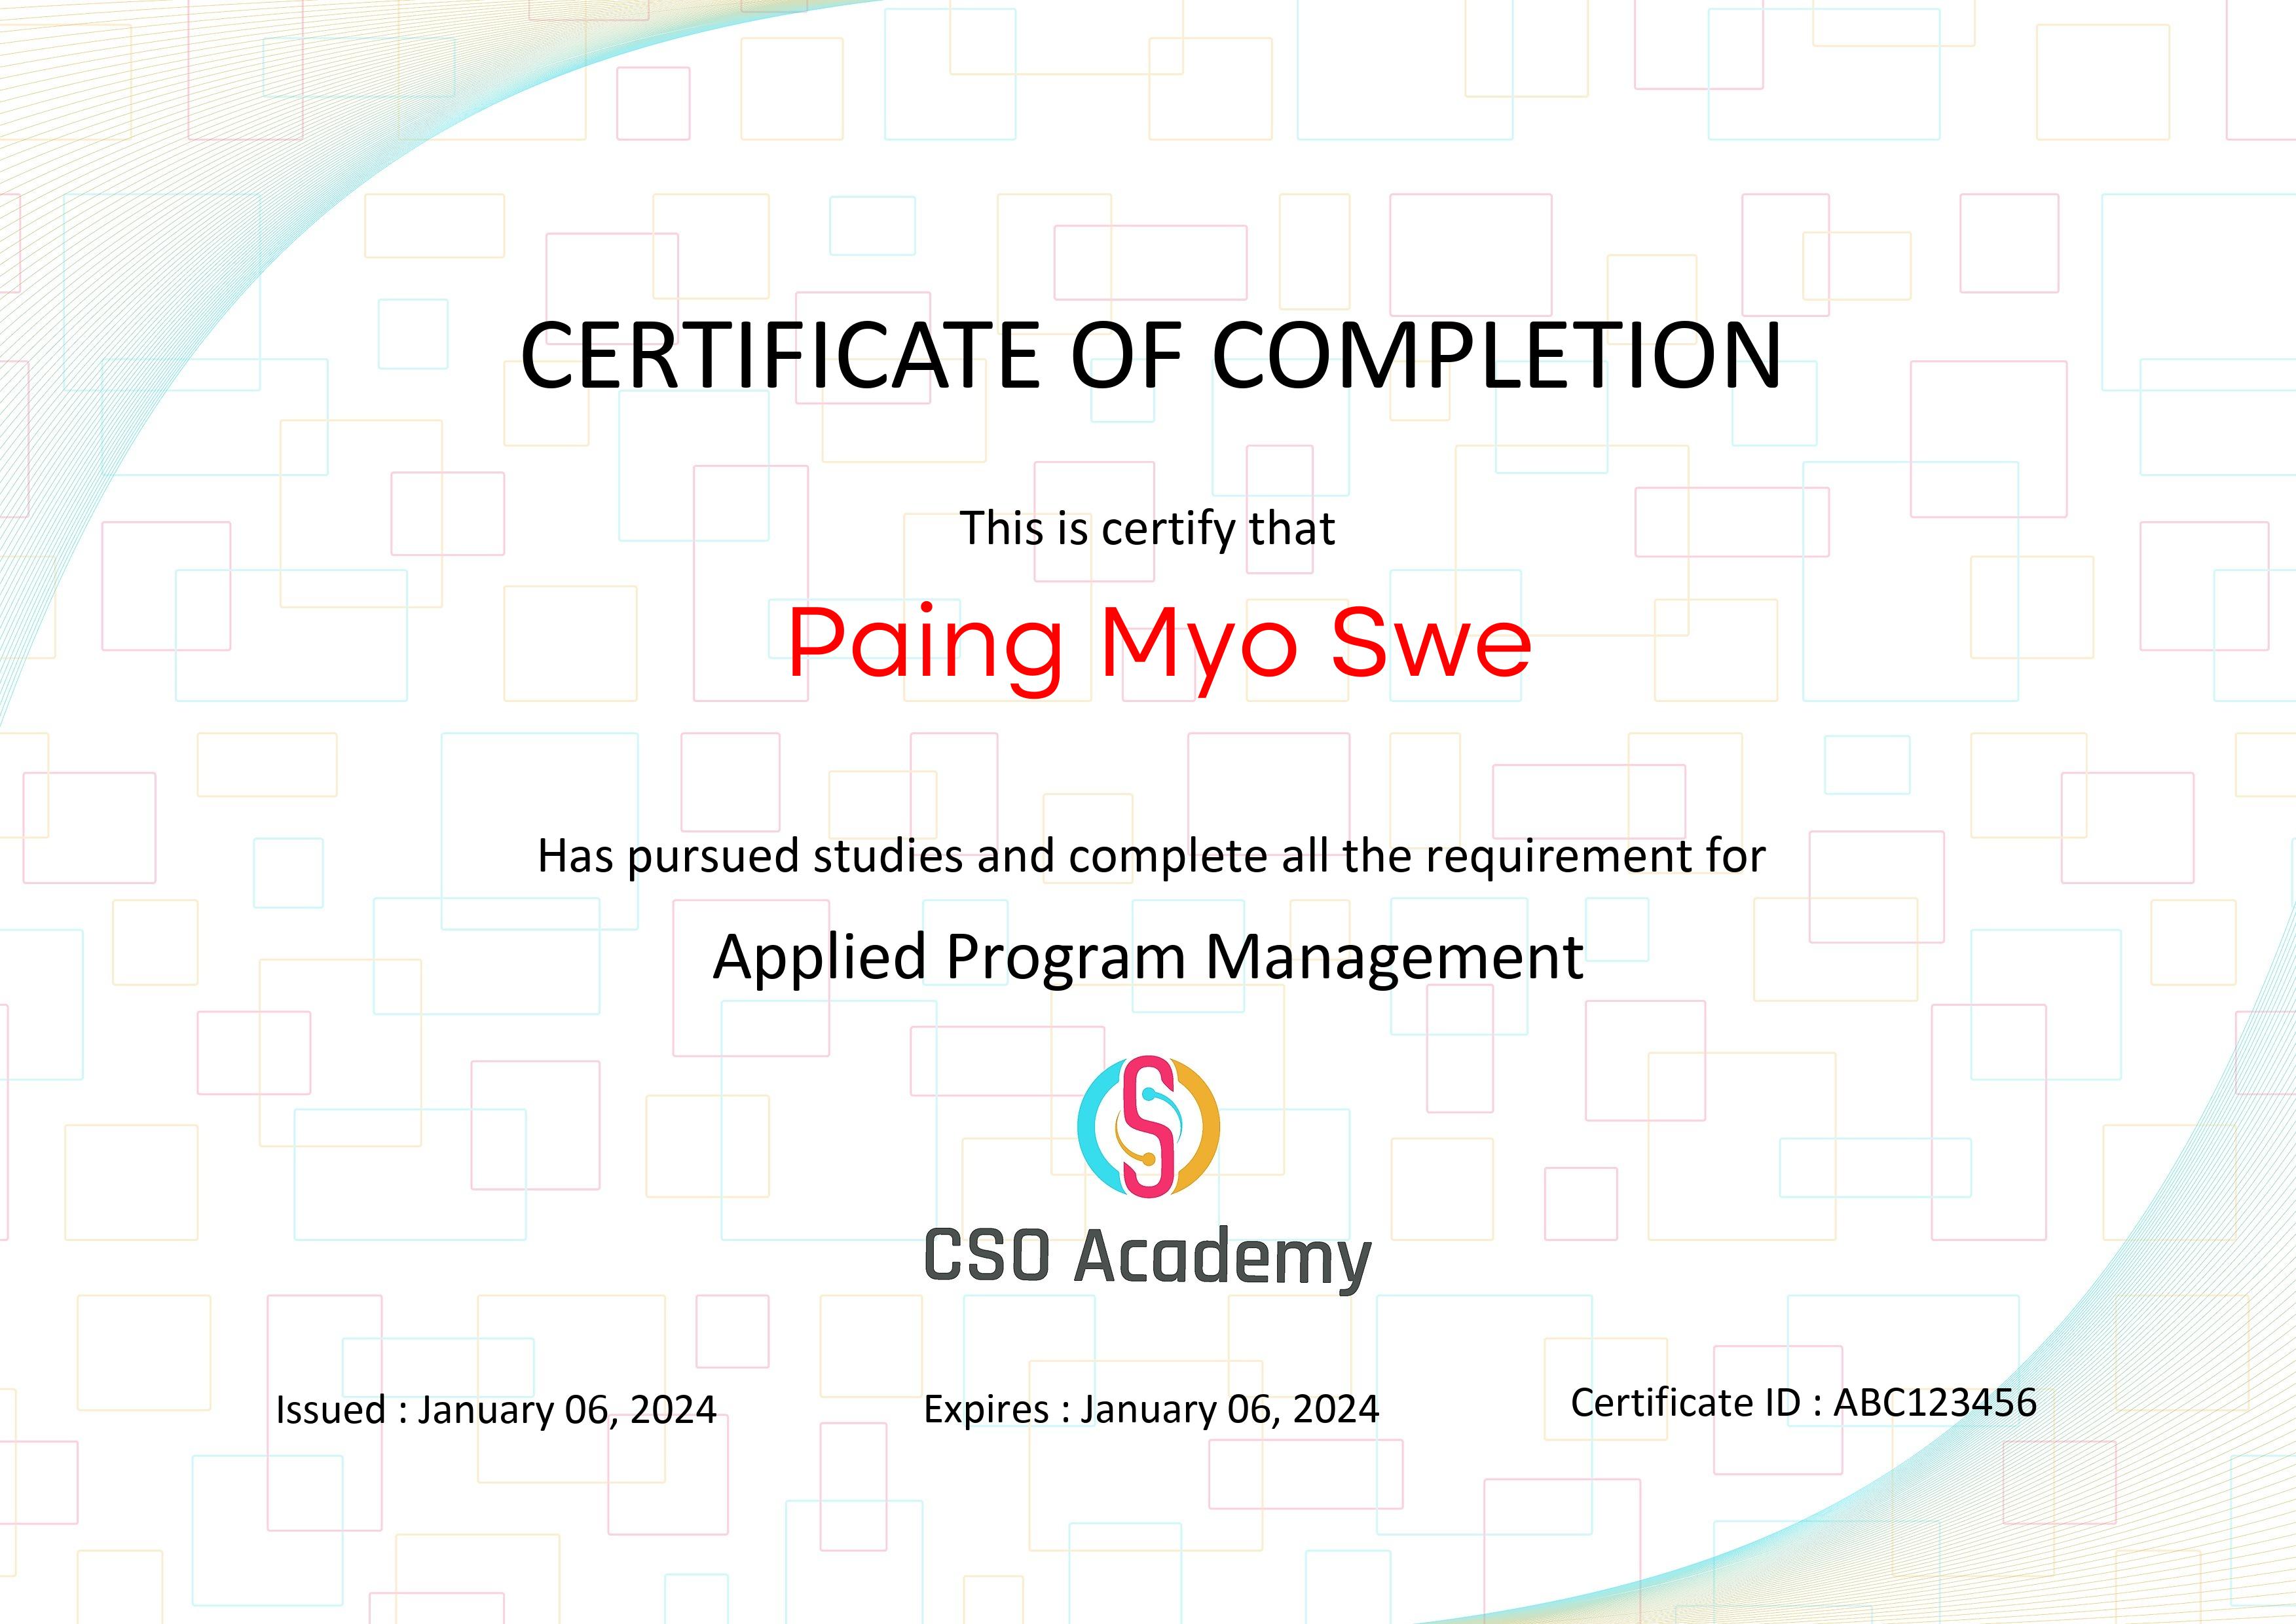 CERTIFICATE OF COMPLETION
This is certify that
Paing Myo Swe
Has pursued studies and complete all the requirement for
Applied Program Management
CSO Academy
Issued : January 06, 2024
Expires : January 06, 2024
Certificate ID : ABC123456